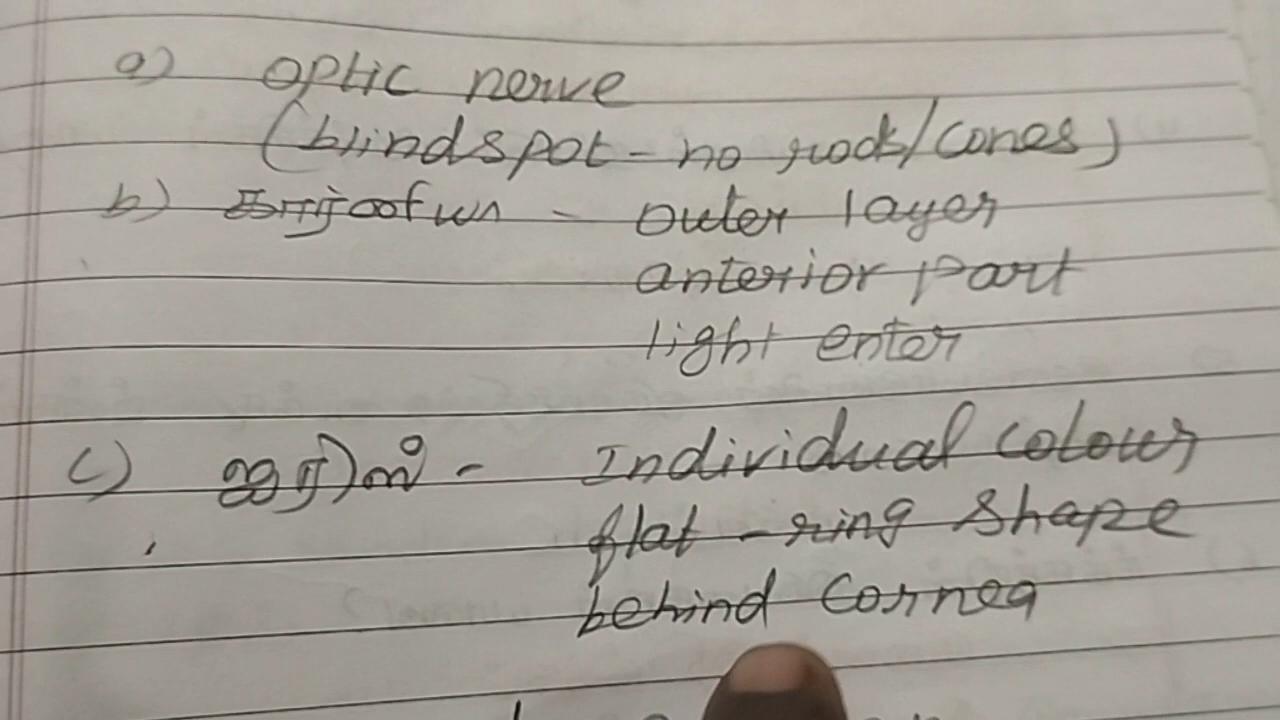 a) optic nerve
(blindspot - no rods/cones)
b) கார்னியா - outer layer
anterior part
light enter
c) ஐரிஸ் - Individual colour
flat - ring shape
behind Cornea